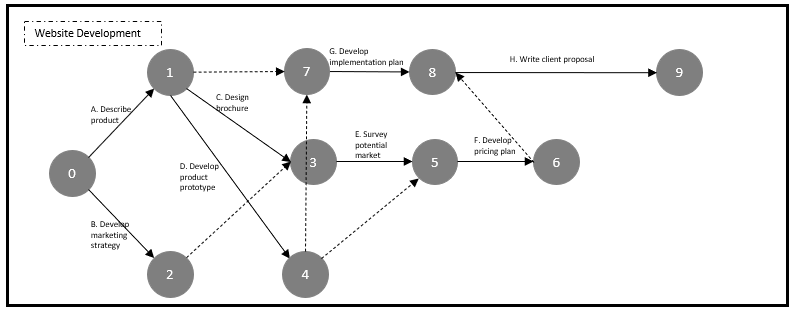 Website Development
G. Develop
implementation plan
H. Write client proposal
1
7
8
9
A. Describe
product
C. Design
brochure
E. Survey
potential
market
F. Develop
pricing plan
D. Develop
product
prototype
0
3
5
6
B. Develop
marketing
strategy
2
4